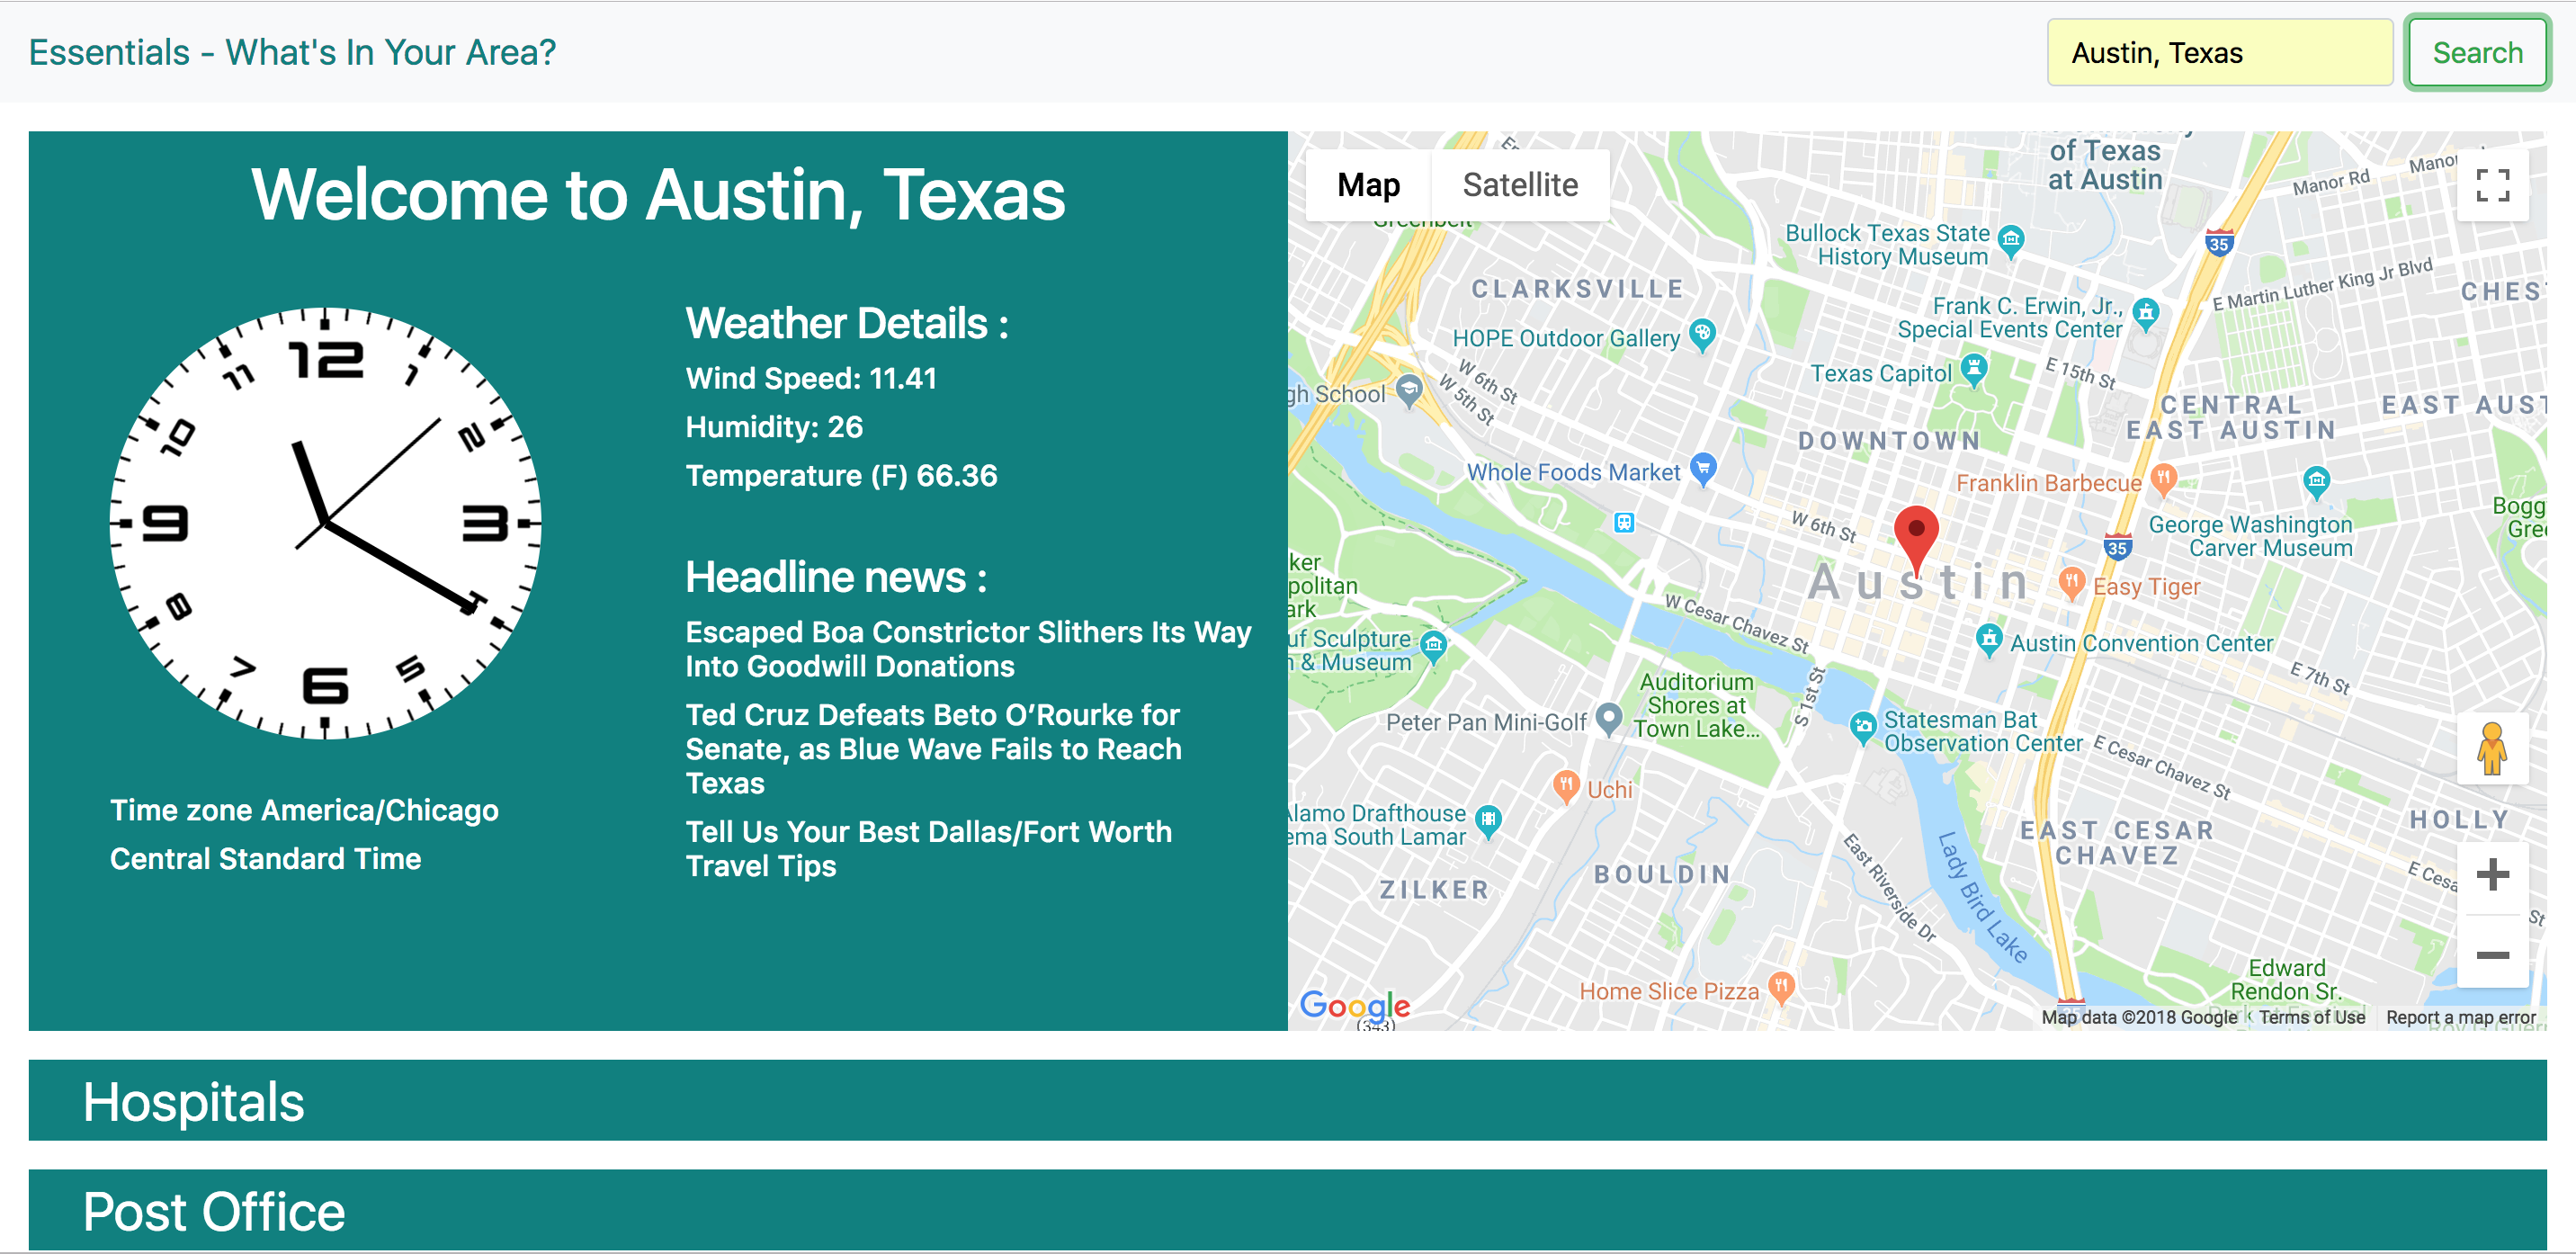 Essentials - What's In Your Area?
Austin, Texas
Search
Welcome to Austin, Texas
12
1
2
3
4
5
6
7
8
9
10
11
Time zone America/Chicago
Central Standard Time
Weather Details :
Wind Speed: 11.41
Humidity: 26
Temperature (F) 66.36
Headline news :
Escaped Boa Constrictor Slithers Its Way
Into Goodwill Donations
Ted Cruz Defeats Beto O’Rourke for
Senate, as Blue Wave Fails to Reach
Texas
Tell Us Your Best Dallas/Fort Worth
Travel Tips
Map
Satellite
of Texas
at Austin
Manor Rd
Bullock Texas State
History Museum
35
CLARKSVILLE
E Martin Luther King Jr Blvd
CHES
Frank C. Erwin, Jr.,
Special Events Center
HOPE Outdoor Gallery
W 6th St
W 5th St
Texas Capitol
E 15th St
gh School
CENTRAL
EAST AUSTIN
EAST AUST
DOWNTOWN
Whole Foods Market
Franklin Barbecue
W 6th St
George Washington
Carver Museum
Bogg
Gre
35
ker
politan
ark
Austin
Easy Tiger
W Cesar Chavez St
uf Sculpture
n & Museum
Austin Convention Center
E 7th St
Auditorium
Shores at
Town Lake...
S 1st St
Peter Pan Mini-Golf
Statesman Bat
Observation Center
E Cesar Chavez St
Uchi
Alamo Drafthouse
ema South Lamar
East Riverside Dr
Lady Bird Lake
EAST CESAR
CHAVEZ
HOLLY
E Cesa
St
ZILKER
BOULDIN
Home Slice Pizza
Edward
Rendon Sr.
Google
(343)
Map data ©2018 Google
Terms of Use
Report a map error
Hospitals
Post Office